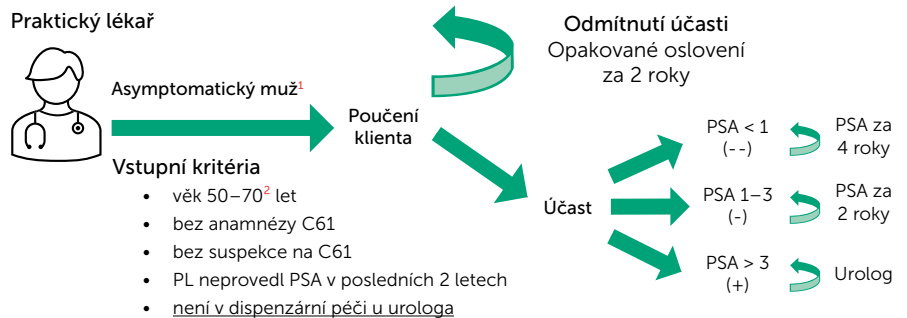 Praktický lékař
Asymptomatický muž1
Vstupní kritéria
• věk 50–702 let
• bez anamnézy C61
• bez suspekce na C61
• PL neprovedl PSA v posledních 2 letech
• není v dispenzární péči u urologa
Poučení
klienta
Odmítnutí účasti
Opakované oslovení
za 2 roky
Účast
PSA < 1
(--)
PSA za
4 roky
PSA 1–3
(-)
PSA za
2 roky
PSA > 3
(+)
Urolog